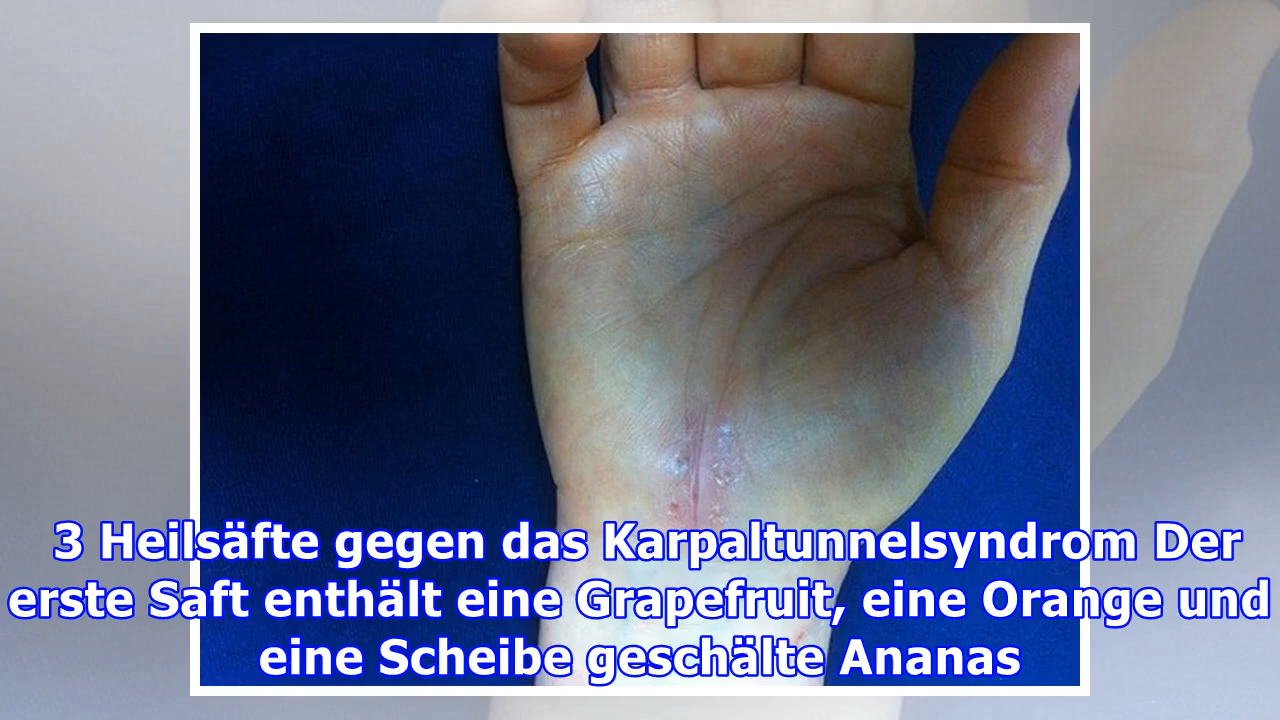 3 Heilsäfte gegen das Karpaltunnelsyndrom Der
erste Saft enthält eine Grapefruit, eine Orange und
eine Scheibe geschälte Ananas